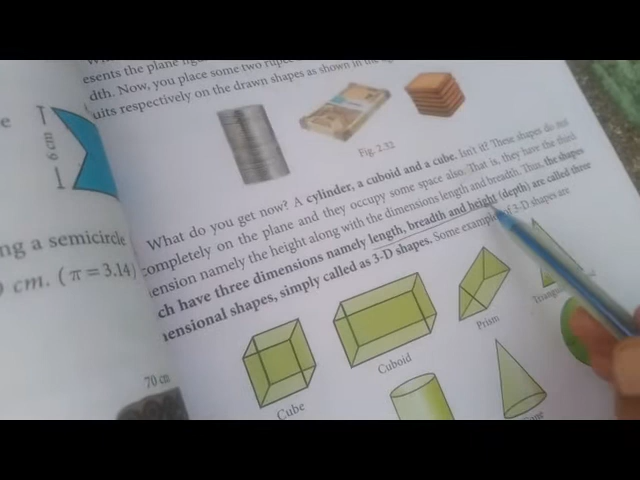 esents the plane figu
dth. Now, you place some two rupee
uits respectively on the drawn shapes as shown in the
Fig. 2.32
What do you get now? A cylinder, a cuboid and a cube. Isn't it? These shapes do not
completely on the plane and they occupy some space also. That is, they have the third
ension namely the height along with the dimensions length and breadth. Thus, the shapes
ch have three dimensions namely length, breadth and height (depth) are called three
ensional shapes, simply called as 3-D shapes. Some examples of 3-D shapes are
Cube
Cuboid
Prism
Triang
one
e
6 cm
ng a semicircle
cm. (π = 3.14)
70 cm